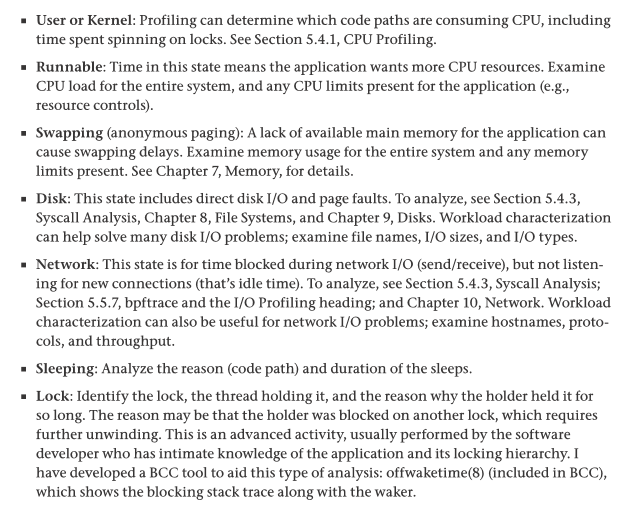 ▪ User or Kernel: Profiling can determine which code paths are consuming CPU, including
time spent spinning on locks. See Section 5.4.1, CPU Profiling.
▪ Runnable: Time in this state means the application wants more CPU resources. Examine
CPU load for the entire system, and any CPU limits present for the application (e.g.,
resource controls).
▪ Swapping (anonymous paging): A lack of available main memory for the application can
cause swapping delays. Examine memory usage for the entire system and any memory
limits present. See Chapter 7, Memory, for details.
▪ Disk: This state includes direct disk I/O and page faults. To analyze, see Section 5.4.3,
Syscall Analysis, Chapter 8, File Systems, and Chapter 9, Disks. Workload characterization
can help solve many disk I/O problems; examine file names, I/O sizes, and I/O types.
▪ Network: This state is for time blocked during network I/O (send/receive), but not listen-
ing for new connections (that’s idle time). To analyze, see Section 5.4.3, Syscall Analysis;
Section 5.5.7, bpftrace and the I/O Profiling heading; and Chapter 10, Network. Workload
characterization can also be useful for network I/O problems; examine hostnames, proto-
cols, and throughput.
▪ Sleeping: Analyze the reason (code path) and duration of the sleeps.
▪ Lock: Identify the lock, the thread holding it, and the reason why the holder held it for
so long. The reason may be that the holder was blocked on another lock, which requires
further unwinding. This is an advanced activity, usually performed by the software
developer who has intimate knowledge of the application and its locking hierarchy. I
have developed a BCC tool to aid this type of analysis: offwaketime(8) (included in BCC),
which shows the blocking stack trace along with the waker.